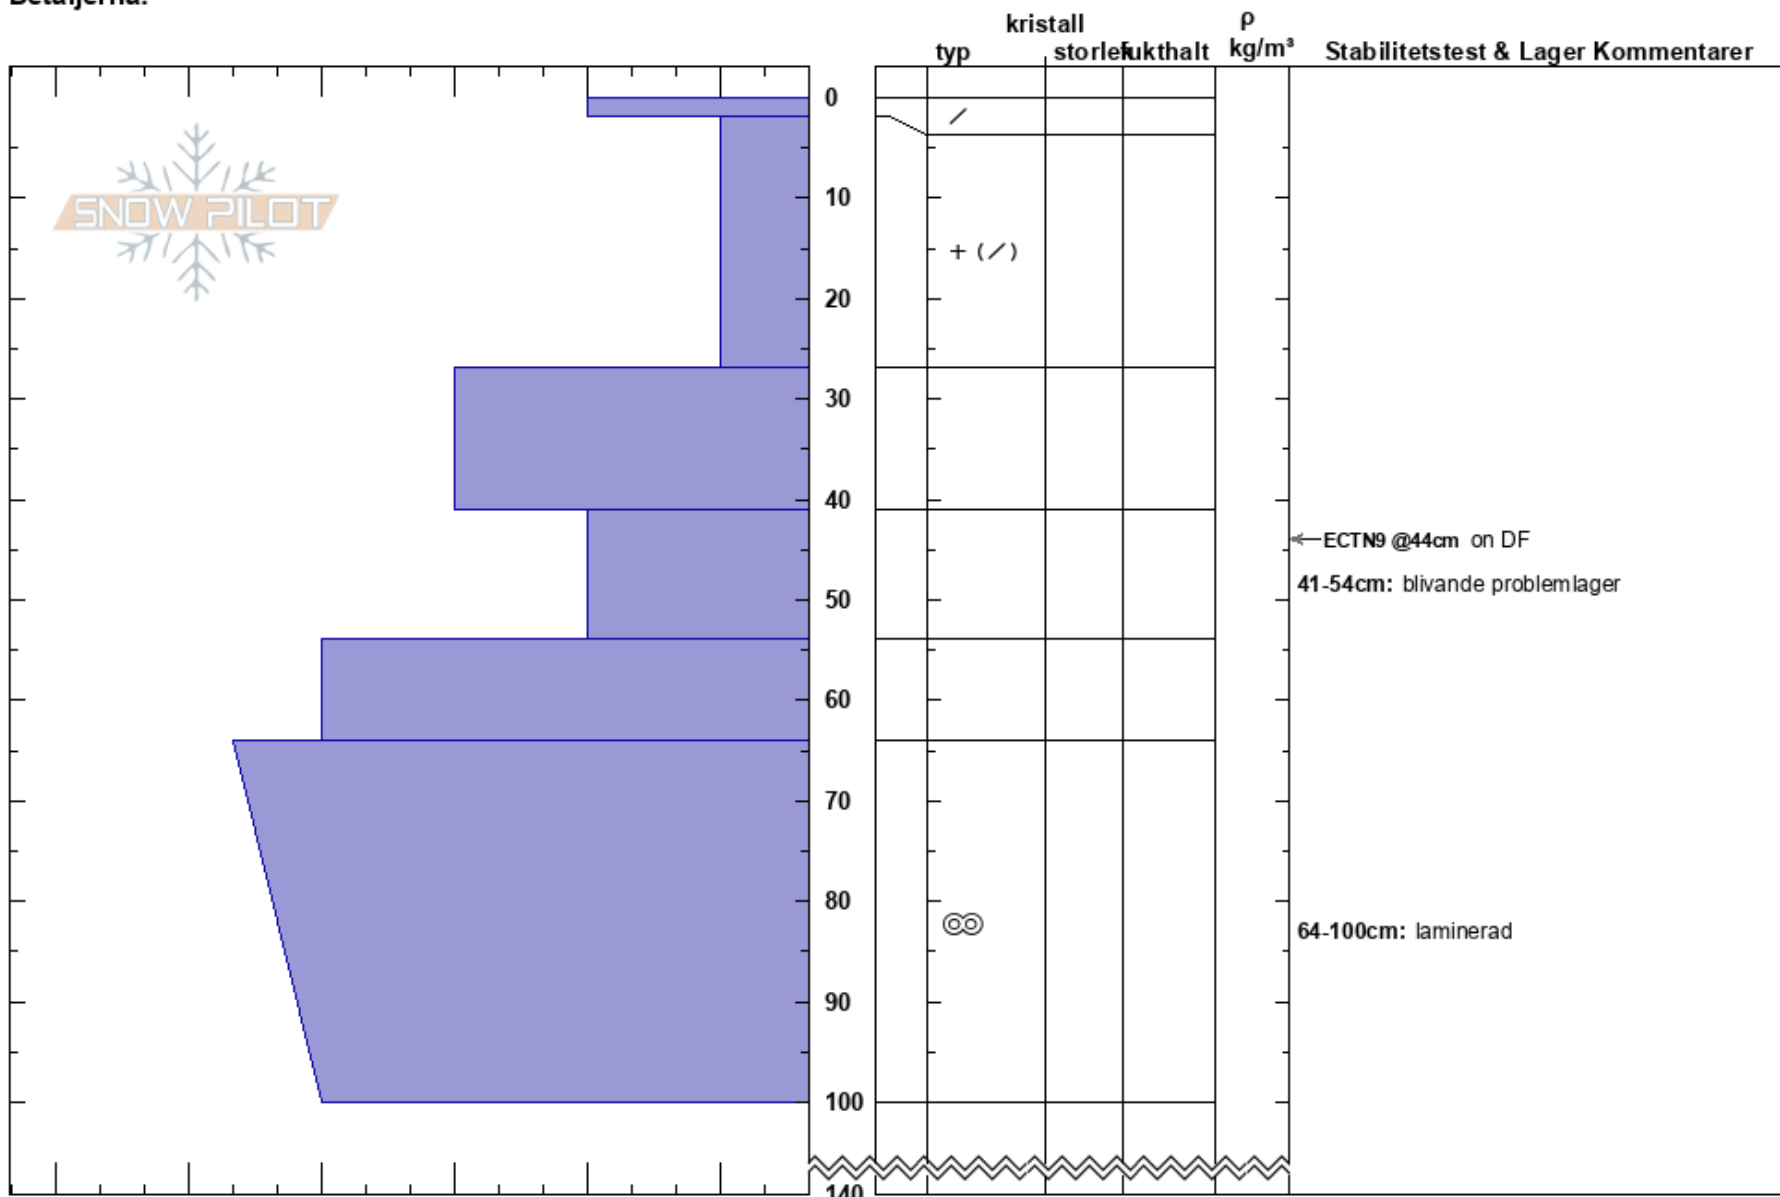 Detaljerna:
kristall
ρ
typ storlek fukthalt kg/m³ Stabilitetstest & Lager Kommentarer
0
SNOW PILOT
10
+ (/)
20
30
40
ECTN9 @44cm on DF
41-54cm: blivande problemlager
50
60
70
80
64-100cm: laminerad
90
100
140